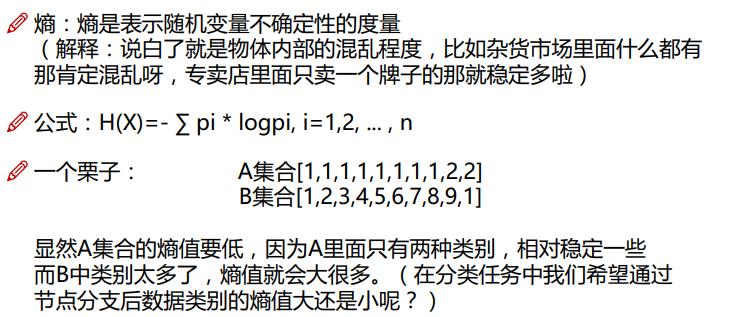 熵：熵是表示随机变量不确定性的度量
（解释：说白了就是物体内部的混乱程度，比如杂货市场里面什么都有
那肯定混乱呀，专卖店里面只卖一个牌子的那就稳定多啦）
公式：H(X)=- ∑ pi * logpi, i=1,2, ... , n
一个栗子： A集合[1,1,1,1,1,1,1,1,2,2]
B集合[1,2,3,4,5,6,7,8,9,1]
显然A集合的熵值要低，因为A里面只有两种类别，相对稳定一些
而B中类别太多了，熵值就会大很多。（在分类任务中我们希望通过
节点分支后数据类别的熵值大还是小呢？）